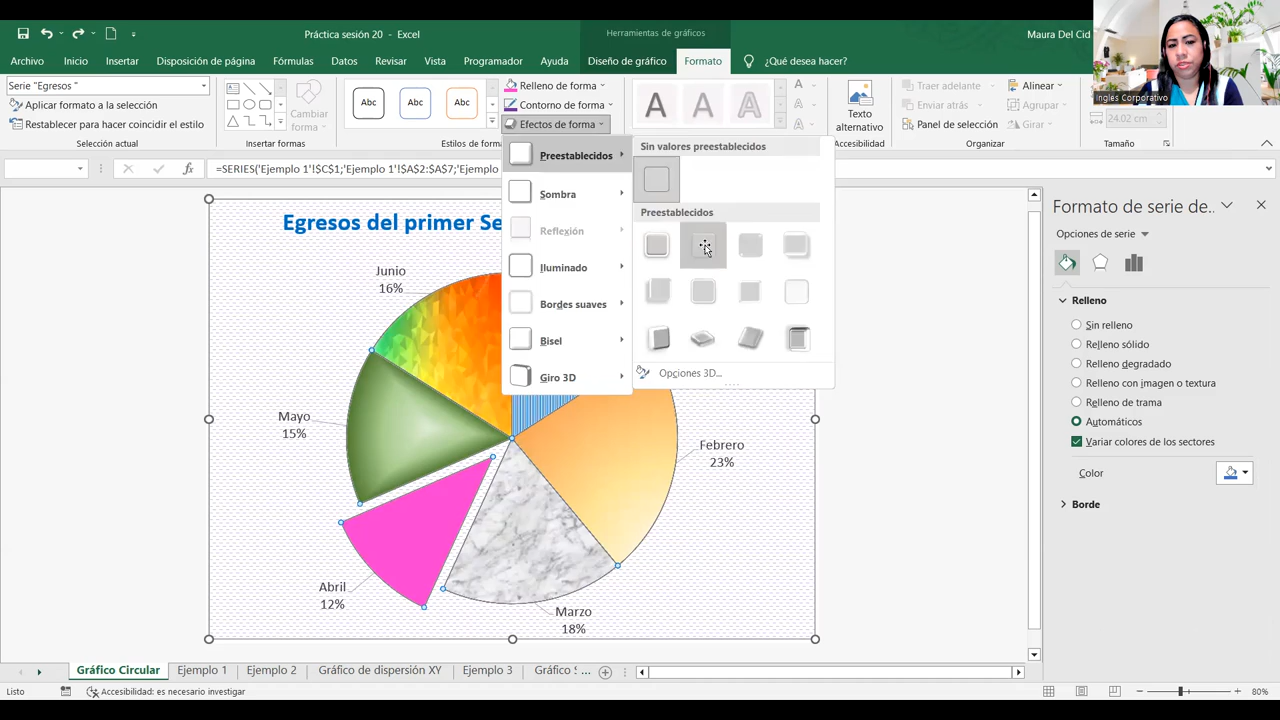 Práctica sesión 20 - Excel
Herramientas de gráficos
Maura Del Cid
Inglés Corporativo
Archivo
Inicio
Insertar
Disposición de página
Fórmulas
Datos
Revisar
Vista
Programador
Ayuda
Diseño de gráfico
Formato
¿Qué desea hacer?
Serie "Egresos "
Aplicar formato a la selección
Restablecer para hacer coincidir el estilo
Selección actual
Cambiar
forma
Insertar formas
Abc
Abc
Abc
Estilos de forma
Relleno de forma
Contorno de forma
Efectos de forma
A
A
A
Texto
alternativo
Accesibilidad
Traer adelante
Enviar atrás
Panel de selección
Alinear
Agrupar
Girar
Organizar
24.02 cm
fx
=SERIES('Ejemplo 1'!$C$1;'Ejemplo 1'!$A$2:$A$7;'Eje
Preestablecidos
Sombra
Reflexión
Iluminado
Bordes suaves
Bisel
Giro 3D
Sin valores preestablecidos
Preestablecidos
Opciones 3D...
Egresos del primer Se
Junio
16%
Mayo
15%
Abril
12%
Marzo
18%
Febrero
23%
Formato de serie de..
Opciones de serie
Relleno
Sin relleno
Relleno sólido
Relleno degradado
Relleno con imagen o textura
Relleno de trama
Automáticos
Variar colores de los sectores
Color
Borde
Gráfico Circular
Ejemplo 1
Ejemplo 2
Gráfico de dispersión XY
Ejemplo 3
Gráfico S ...
Listo
Accesibilidad: es necesario investigar
80%